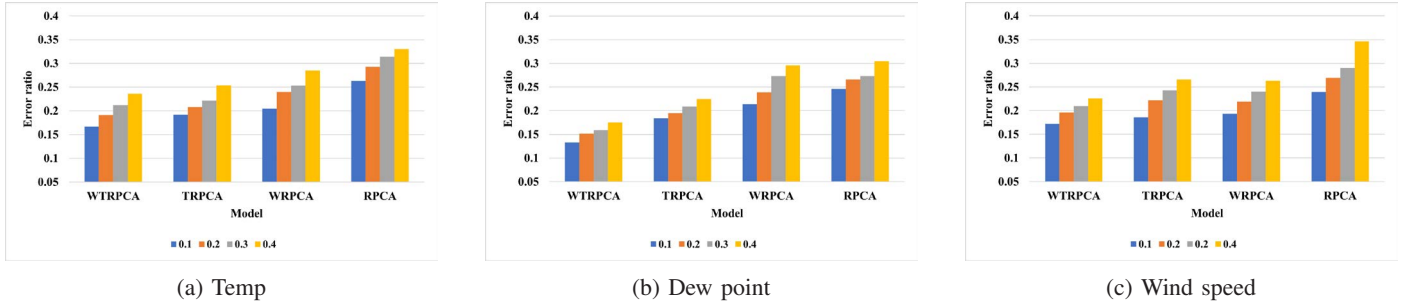 0.4
0.35
0.3
0.25
0.2
0.15
0.1
0.05
Error ratio
WTRPCA TRPCA WRPCA RPCA
Model
0.1 0.2 0.3 0.4
(a) Temp
0.4
0.35
0.3
0.25
0.2
0.15
0.1
0.05
Error ratio
WTRPCA TRPCA WRPCA RPCA
Model
0.1 0.2 0.3 0.4
(b) Dew point
0.4
0.35
0.3
0.25
0.2
0.15
0.1
0.05
Error ratio
WTRPCA TRPCA WRPCA RPCA
Model
0.1 0.2 0.2 0.4
(c) Wind speed